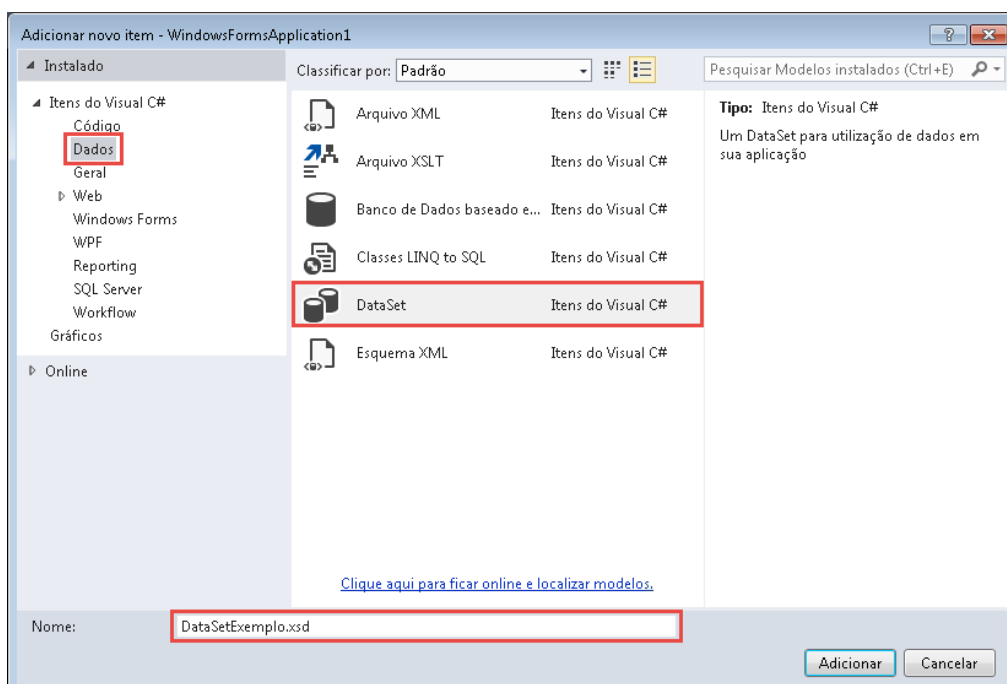 Adicionar novo item - WindowsFormsApplication1
Instalado
Classificar por: Padrão
Pesquisar Modelos instalados (Ctrl+E)
Itens do Visual C#
Código
Dados
Geral
Web
Windows Forms
WPF
Reporting
SQL Server
Workflow
Gráficos
Online
Arquivo XML Itens do Visual C#
Arquivo XSLT Itens do Visual C#
Banco de Dados baseado e... Itens do Visual C#
Classes LINQ to SQL Itens do Visual C#
DataSet Itens do Visual C#
Esquema XML Itens do Visual C#
Clique aqui para ficar online e localizar modelos.
Tipo: Itens do Visual C#
Um DataSet para utilização de dados em
sua aplicação
Nome: DataSetExemplo.xsd
Adicionar Cancelar